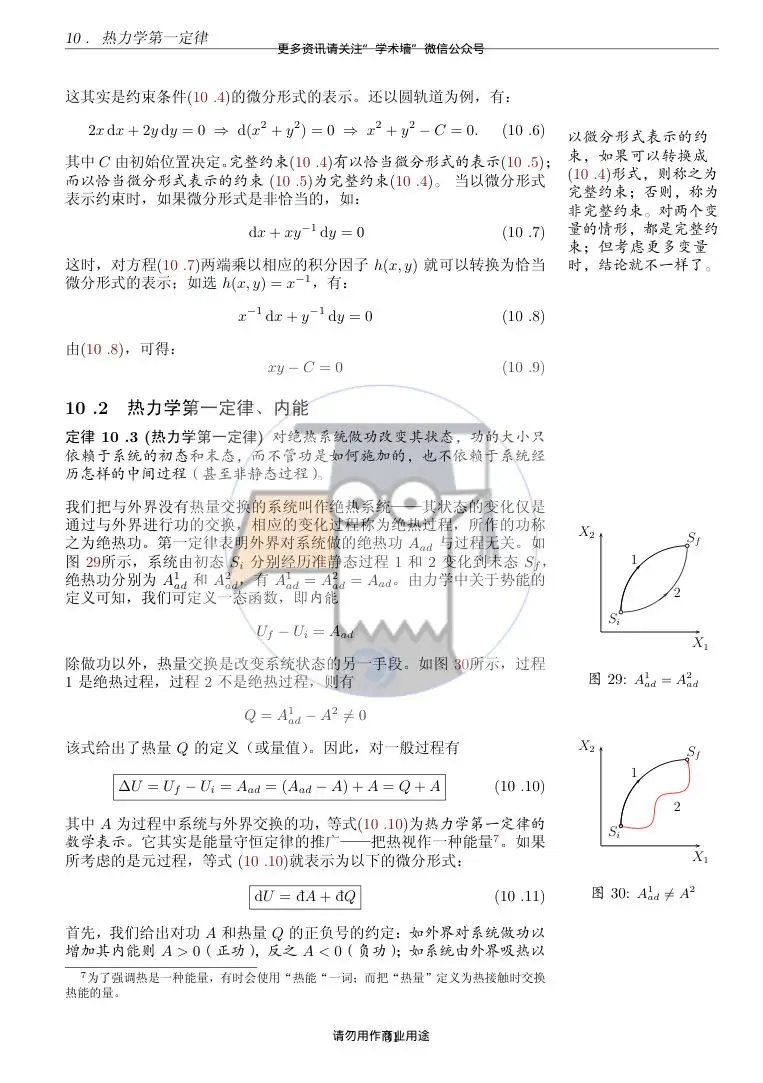 10 . 热力学第一定律
更多资讯请关注“学术墙”微信公众号
这其实是约束条件(10 .4)的微分形式的表示。还以圆轨道为例，有：
2x dx + 2y dy = 0 ⇒ d(x² + y²) = 0 ⇒ x² + y² − C = 0. (10 .6)
其中 C 由初始位置决定。完整约束(10 .4)有以恰当微分形式的表示(10 .5)；
而以恰当微分形式表示的约束 (10 .5)为完整约束(10 .4)。 当以微分形式
表示约束时，如果微分形式是非恰当的，如：
dx + xy⁻¹ dy = 0 (10 .7)
这时，对方程(10 .7)两端乘以相应的积分因子 h(x, y) 就可以转换为恰当
微分形式的表示；如选 h(x, y) = x⁻¹，有：
x⁻¹ dx + y⁻¹ dy = 0 (10 .8)
由(10 .8)，可得：
xy − C = 0 (10 .9)
以微分形式表示的约
束，如果可以转换成
(10 .4)形式，则称之为
完整约束；否则，称为
非完整约束。对两个变
量的情形，都是完整约
束；但考虑更多变量
时，结论就不一样了。
10 .2 热力学第一定律、内能
定律 10 .3 (热力学第一定律) 对绝热系统做功改变其状态，功的大小只
依赖于系统的初态和末态，而不管功是如何施加的，也不依赖于系统经
历怎样的中间过程（甚至非静态过程）。
我们把与外界没有热量交换的系统叫作绝热系统——其状态的变化仅是
通过与外界进行功的交换，相应的变化过程称为绝热过程，所作的功称
之为绝热功。第一定律表明外界对系统做的绝热功 A_ad 与过程无关。如
图 29所示，系统由初态 S_i 分别经历准静态过程 1 和 2 变化到末态 S_f，
绝热功分别为 A¹_ad 和 A²_ad，有 A¹_ad = A²_ad = A_ad。由力学中关于势能的
定义可知，我们可定义一态函数，即内能
U_f − U_i = A_ad
除做功以外，热量交换是改变系统状态的另一手段。如图 30所示，过程
1 是绝热过程，过程 2 不是绝热过程，则有
Q = A¹_ad − A² ≠ 0
该式给出了热量 Q 的定义（或量值）。因此，对一般过程有
ΔU = U_f − U_i = A_ad = (A_ad − A) + A = Q + A (10 .10)
其中 A 为过程中系统与外界交换的功，等式(10 .10)为热力学第一定律的
数学表示。它其实是能量守恒定律的推广——把热视作一种能量⁷。如果
所考虑的是元过程，等式 (10 .10)就表示为以下的微分形式：
dU = đA + đQ (10 .11)
首先，我们给出对功 A 和热量 Q 的正负号的约定：如外界对系统做功以
增加其内能则 A > 0（正功），反之 A < 0（负功）；如系统由外界吸热以
X₂
S_f
1
2
S_i
X₁
图 29: A¹_ad = A²_ad
X₂
S_f
1
2
S_i
X₁
图 30: A¹_ad ≠ A²
⁷为了强调热是一种能量，有时会使用“热能“一词；而把“热量”定义为热接触时交换
热能的量。
请勿用作商业用途